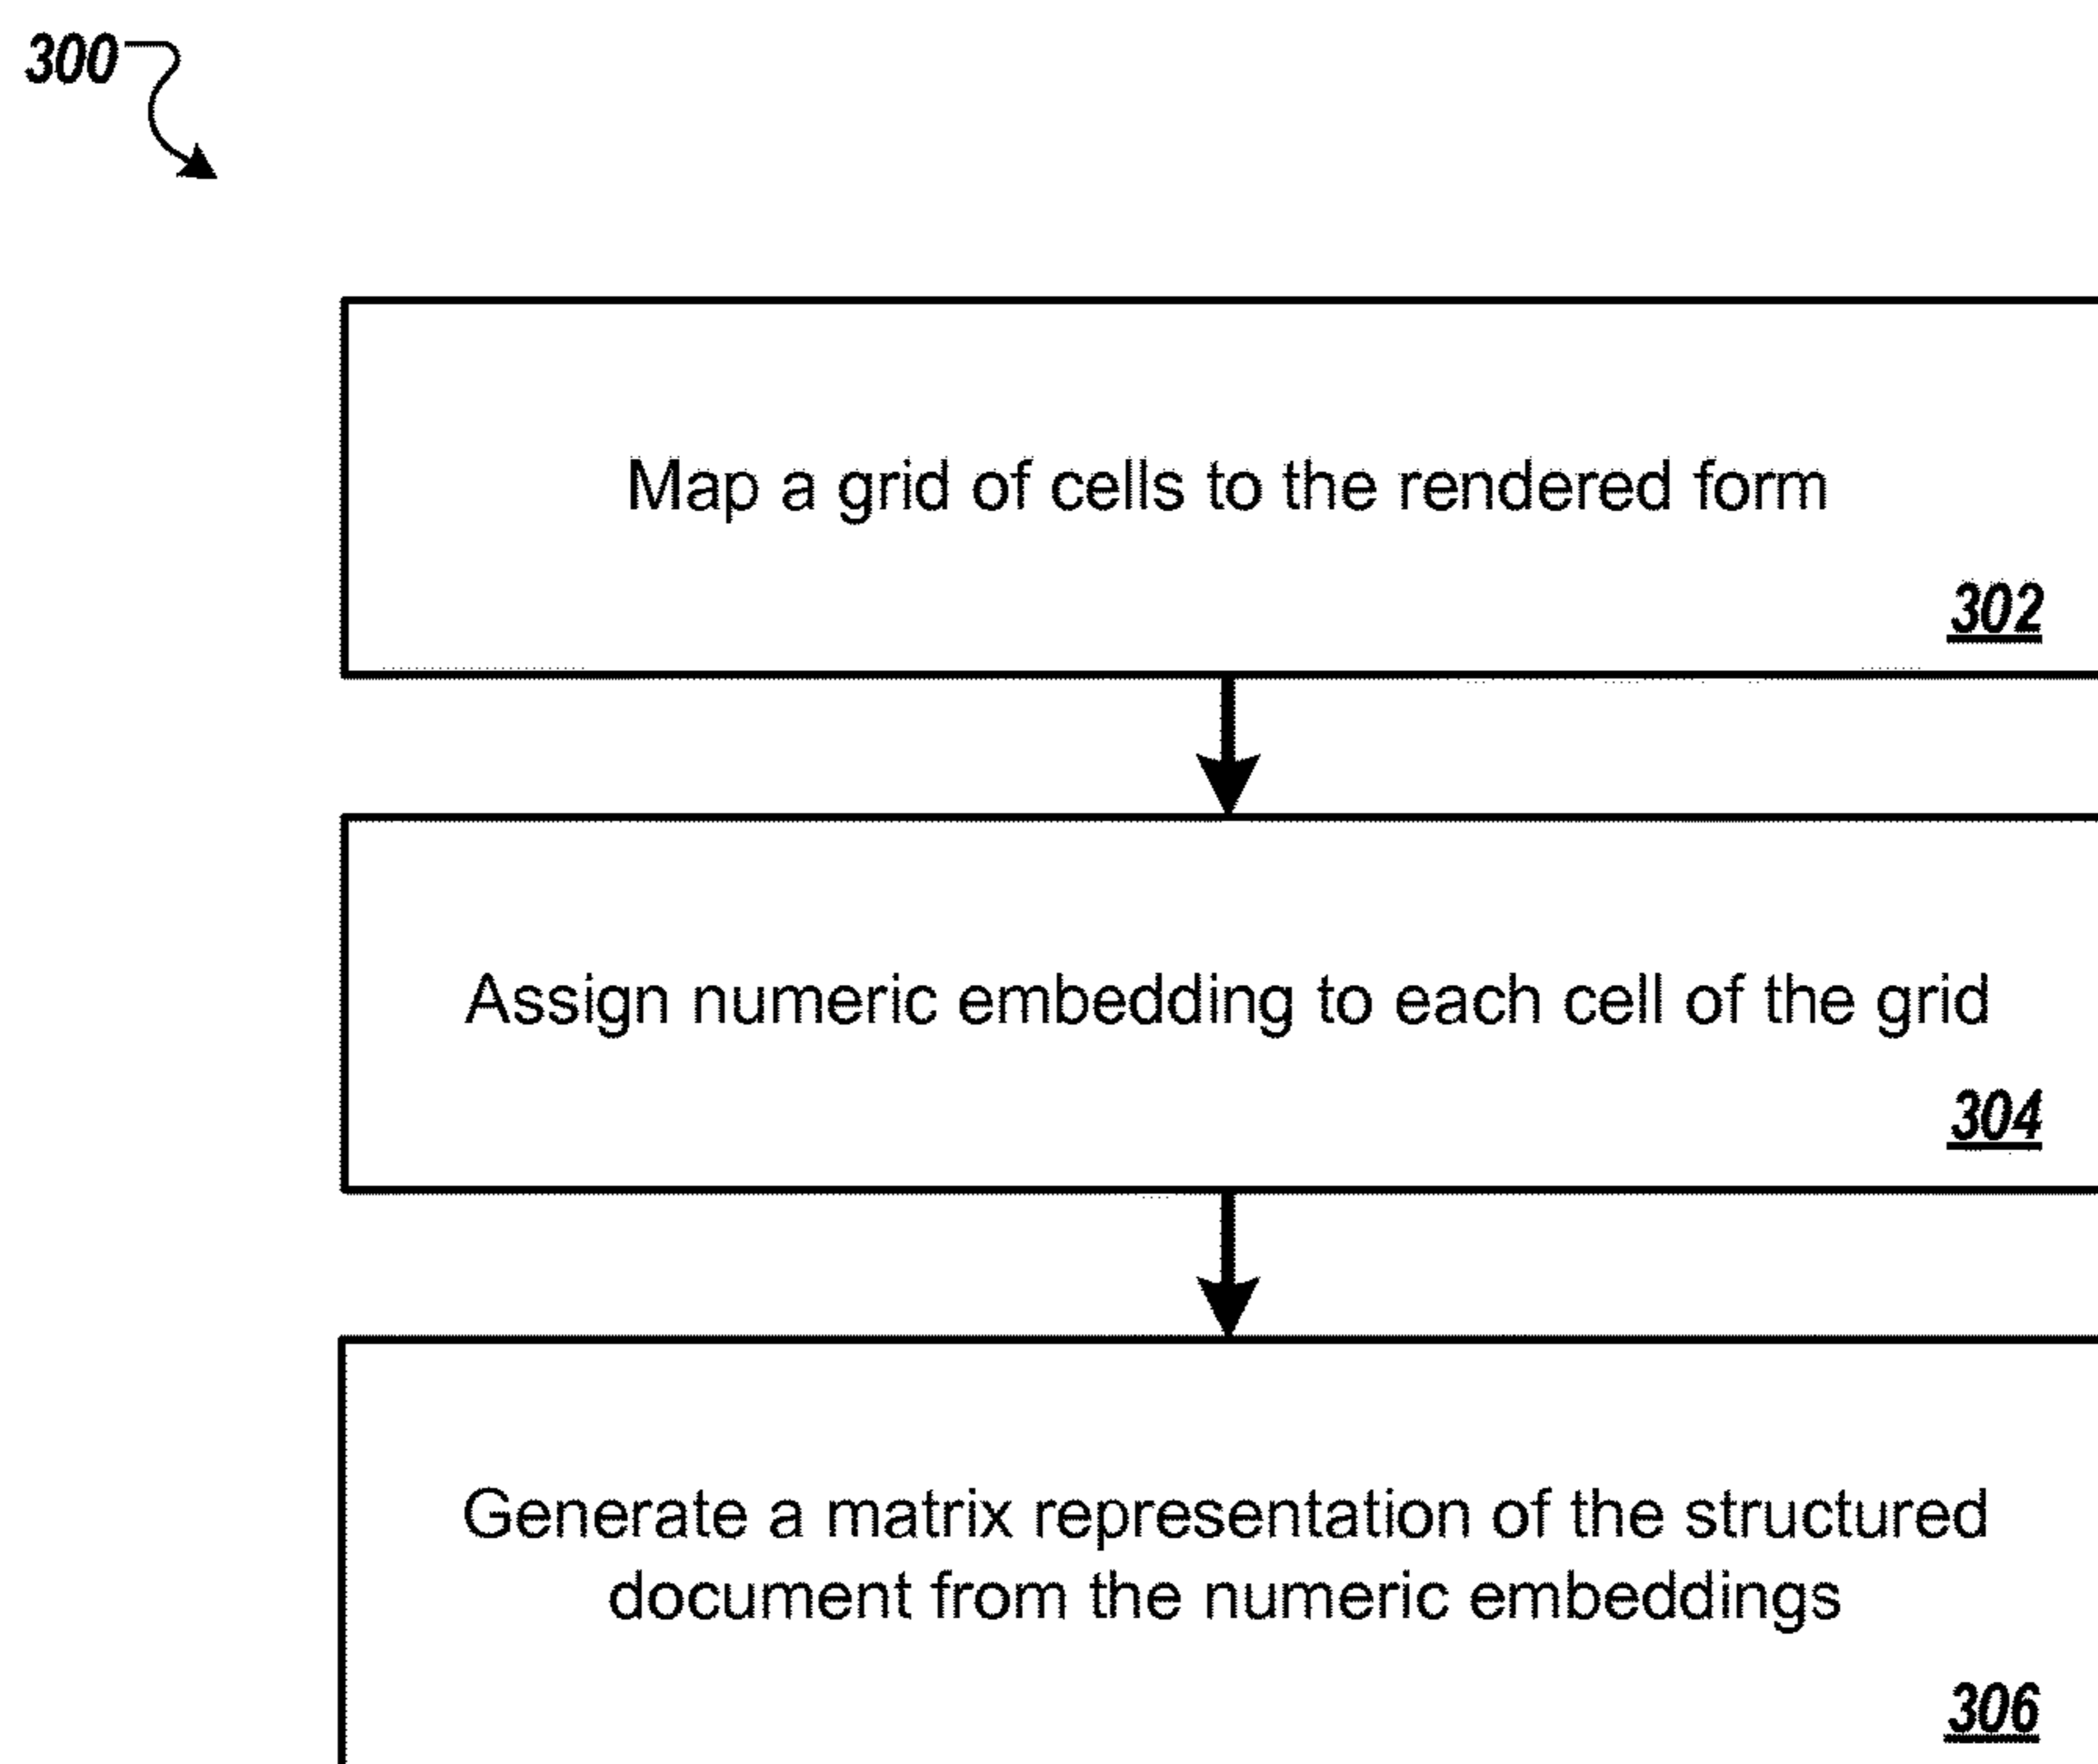 300
Map a grid of cells to the rendered form
302
Assign numeric embedding to each cell of the grid
304
Generate a matrix representation of the structured
document from the numeric embeddings
306